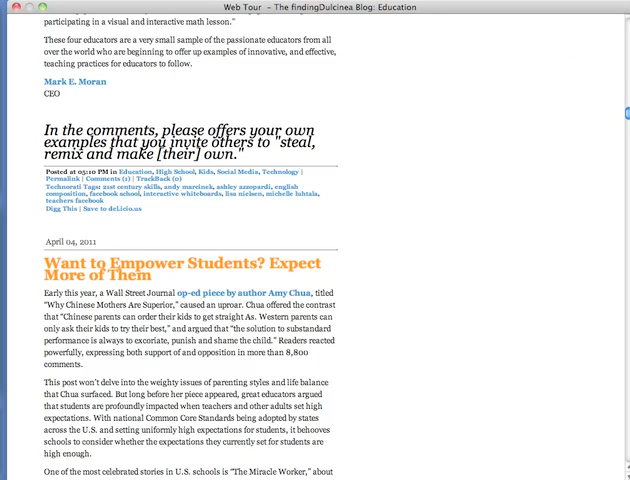 Web Tour - The findingDulcinea Blog: Education
participating in a visual and interactive math lesson."
These four educators are a very small sample of the passionate educators from all
over the world who are beginning to offer up examples of innovative, and effective,
teaching practices for educators to follow.
Mark E. Moran
CEO
In the comments, please offers your own
examples that you invite others to "steal,
remix and make [their] own."
Posted at 05:10 PM in Education, High School, Kids, Social Media, Technology |
Permalink | Comments (1) | TrackBack (0)
Technorati Tags: 21st century skills, andy marcinek, ashley azzopardi, english
composition, facebook school, interactive whiteboards, lisa nielsen, michelle luhtala,
teachers facebook
Digg This | Save to del.icio.us
April 04, 2011
Want to Empower Students? Expect
More of Them
Early this year, a Wall Street Journal op-ed piece by author Amy Chua, titled
“Why Chinese Mothers Are Superior,” caused an uproar. Chua offered the contrast
that “Chinese parents can order their kids to get straight As. Western parents can
only ask their kids to try their best,” and argued that “the solution to substandard
performance is always to excoriate, punish and shame the child.” Readers reacted
powerfully, expressing both support of and opposition in more than 8,800
comments.
This post won’t delve into the weighty issues of parenting styles and life balance
that Chua surfaced. But long before her piece appeared, great educators argued
that students are profoundly impacted when teachers and other adults set high
expectations. With national Common Core Standards being adopted by states
across the U.S. and setting uniformly high expectations for students, it behooves
schools to consider whether the expectations they currently set for students are
high enough.
One of the most celebrated stories in U.S. schools is “The Miracle Worker,” about